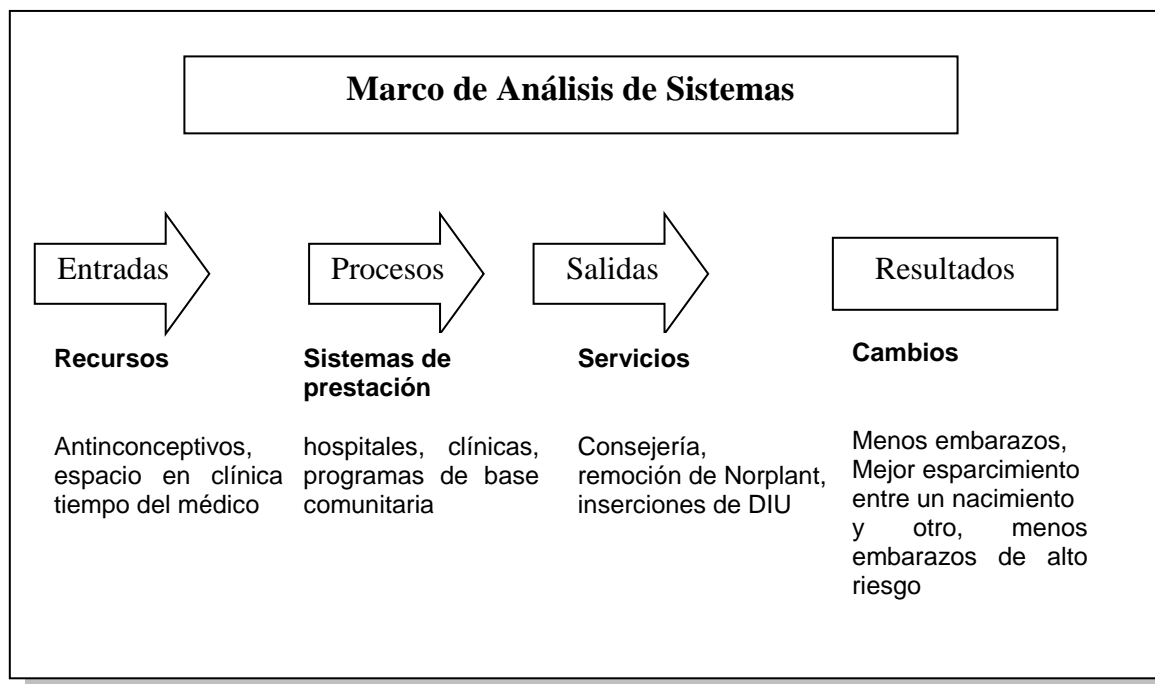 Marco de Análisis de Sistemas
Entradas
Procesos
Salidas
Resultados
Recursos
Antinconceptivos,
espacio en clínica
tiempo del médico
Sistemas de
prestación
hospitales, clínicas,
programas de base
comunitaria
Servicios
Consejería,
remoción de Norplant,
inserciones de DIU
Cambios
Menos embarazos,
Mejor esparcimiento
entre un nacimiento
y otro, menos
embarazos de alto
riesgo